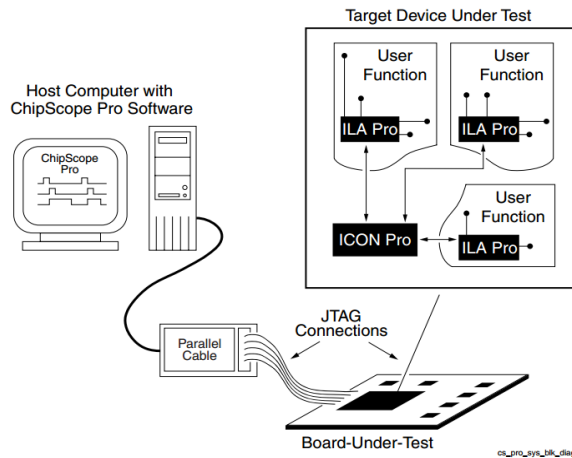 Target Device Under Test
User
Function
ILA Pro
User
Function
ILA Pro
User
Function
ILA Pro
ICON Pro
Host Computer with
ChipScope Pro Software
ChipScope
Pro
Parallel
Cable
JTAG
Connections
Board-Under-Test